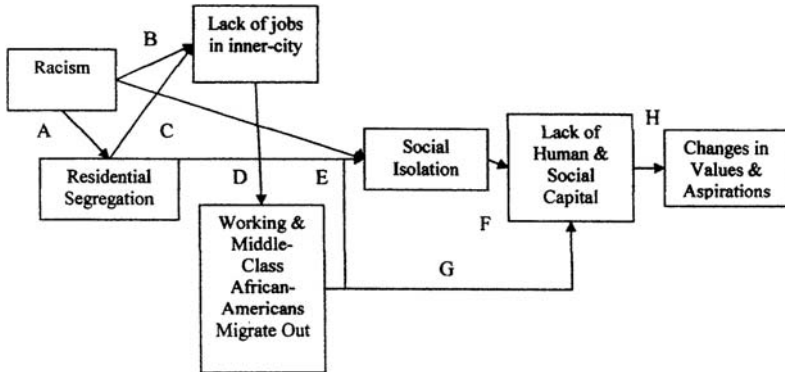 Lack of jobs
in inner-city
B
Racism
A
C
H
Social
Isolation
Lack of
Human &
Social
Capital
Changes in
Values &
Aspirations
Residential
Segregation
D
E
F
Working &
Middle-
Class
African-
Americans
Migrate Out
G